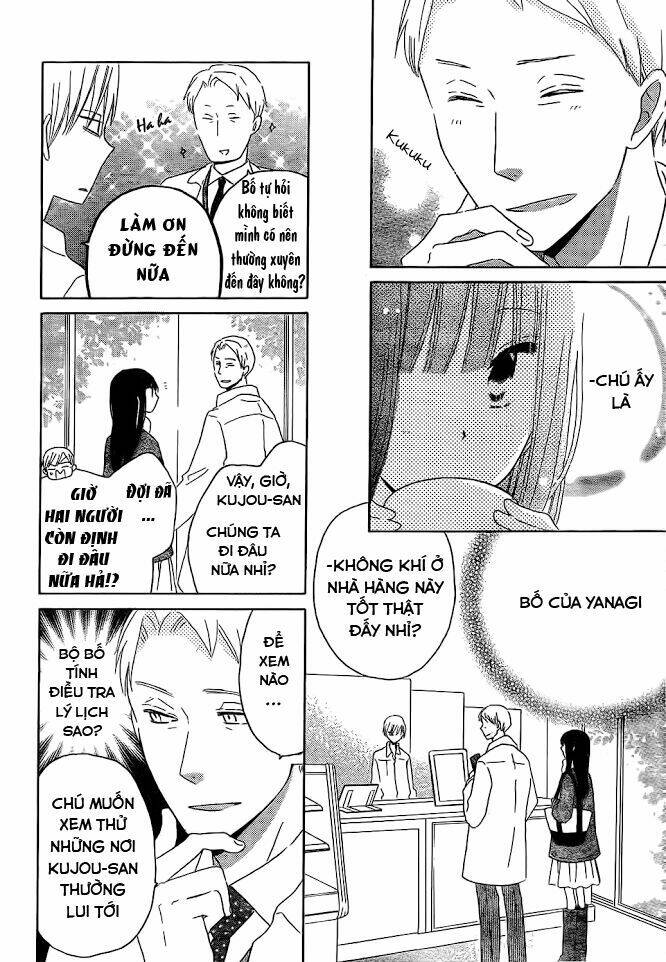 Kukuku
-CHÚ ẤY
LÀ
BỐ CỦA YANAGI
-KHÔNG KHÍ Ở
NHÀ HÀNG NÀY
TỐT THẬT
ĐẤY NHỈ?
Ha ha
Bố tự hỏi
không biết
mình có nên
thường xuyên
đến đây không?
LÀM ƠN
ĐỪNG ĐẾN
NỮA
VẬY, GIỜ,
KUJOU-SAN
CHÚNG TA
ĐI ĐÂU
NỮA NHỈ?
ĐỢI ĐÃ
...
GIỜ
HAI NGƯỜI
CÒN ĐỊNH
ĐI ĐÂU
NỮA HẢ!?
ĐỂ
XEM
NÀO
...
BỘ BỐ
TÍNH
ĐIỀU TRA
LÝ LỊCH
SAO?
CHÚ MUỐN
XEM THỬ
NHỮNG NƠI
KUJOU-SAN
THƯỜNG
LUI TỚI